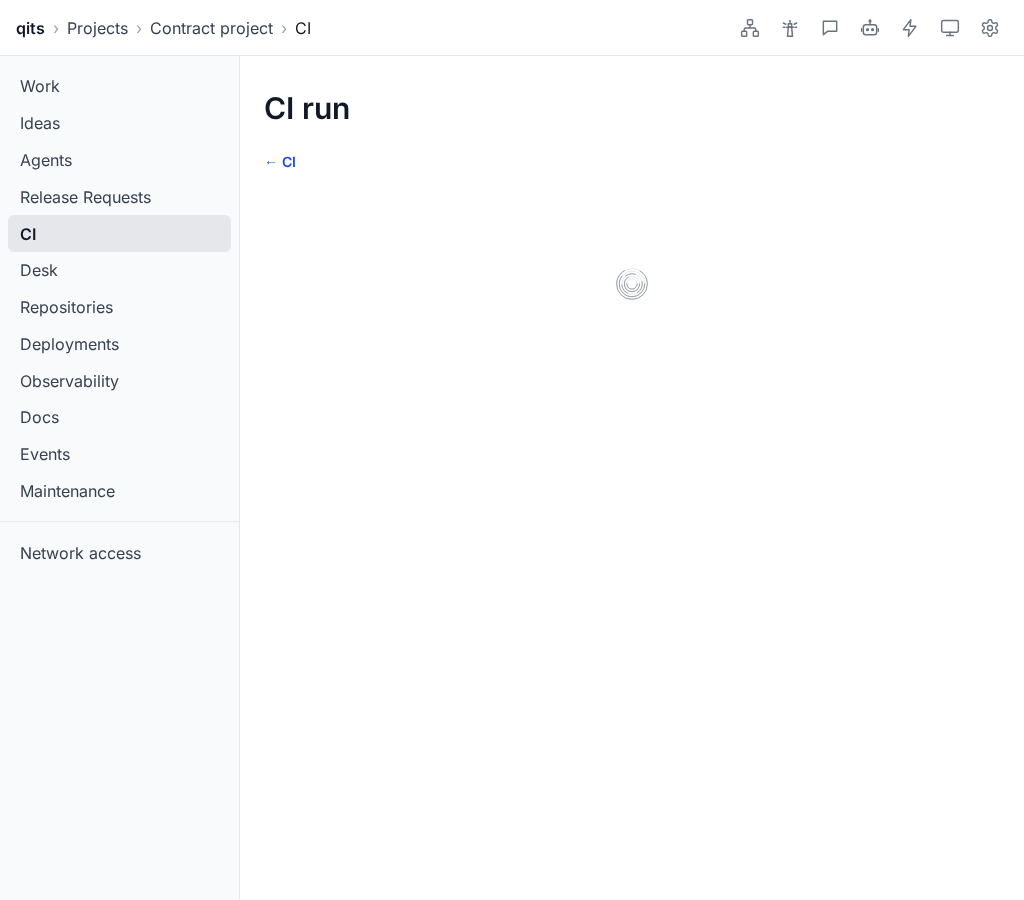 qits › Projects › Contract project › CI
Work
Ideas
Agents
Release Requests
CI
Desk
Repositories
Deployments
Observability
Docs
Events
Maintenance
Network access
CI run
← CI